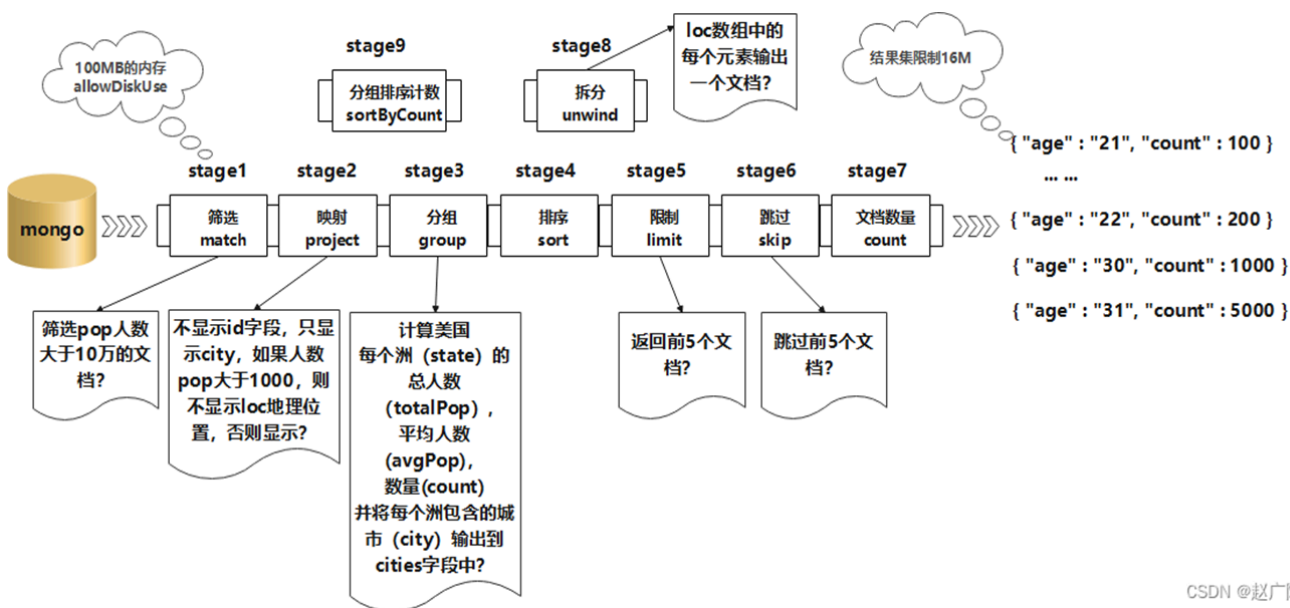 100MB的内存
allowDiskUse
stage9
分组排序计数
sortByCount
stage8
拆分
unwind
loc数组中的
每个元素输出
一个文档?
结果集限制16M
mongo
stage1
筛选
match
stage2
映射
project
stage3
分组
group
stage4
排序
sort
stage5
限制
limit
stage6
跳过
skip
stage7
文档数量
count
{ "age" : "21", "count" : 100 }
... ...
{ "age" : "22", "count" : 200 }
{ "age" : "30", "count" : 1000 }
{ "age" : "31", "count" : 5000 }
筛选pop人数
大于10万的文
档?
不显示id字段，只显
示city，如果人数
pop大于1000，则
不显示loc地理位
置，否则显示?
计算美国
每个洲（state）的
总人数
（totalPop），
平均人数
(avgPop),
数量(count)
并将每个洲包含的城
市（city）输出到
cities字段中?
返回前5个文
档?
跳过前5个文
档?
CSDN @赵广